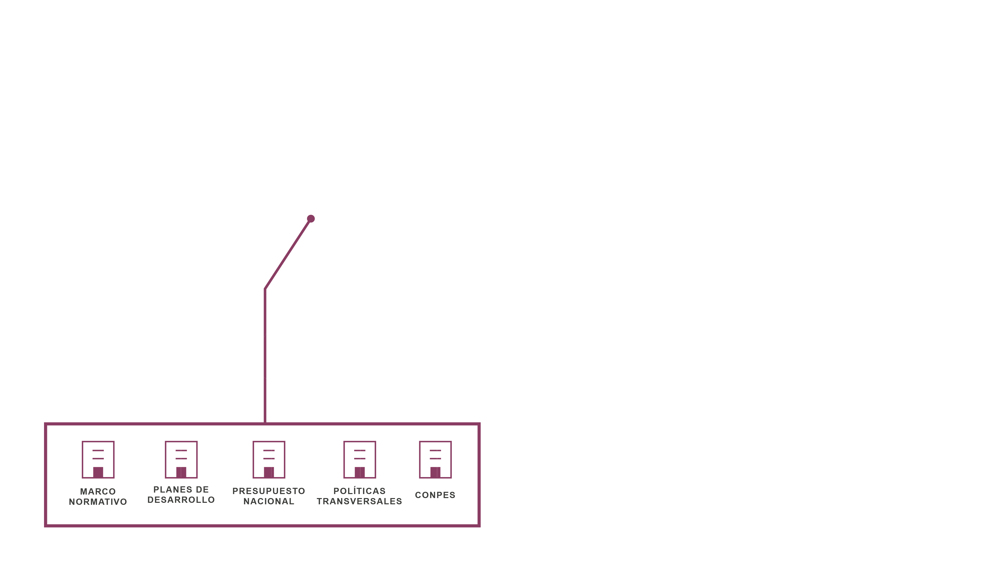 MARCO
NORMATIVO
PLANES DE
DESARROLLO
PRESUPUESTO
NACIONAL
POLÍTICAS
TRANSVERSALES
CONPES